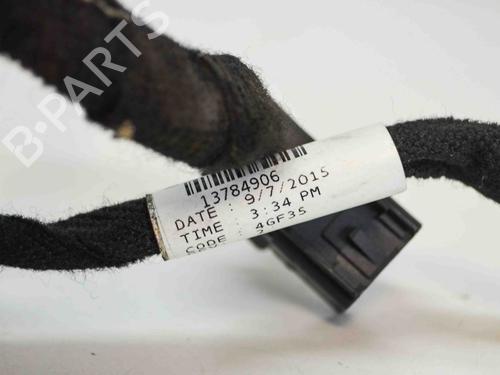 B-PARTS
13784906
DATE : 9/7/2015
TIME : 3:34 PM
CODE : 4GF35